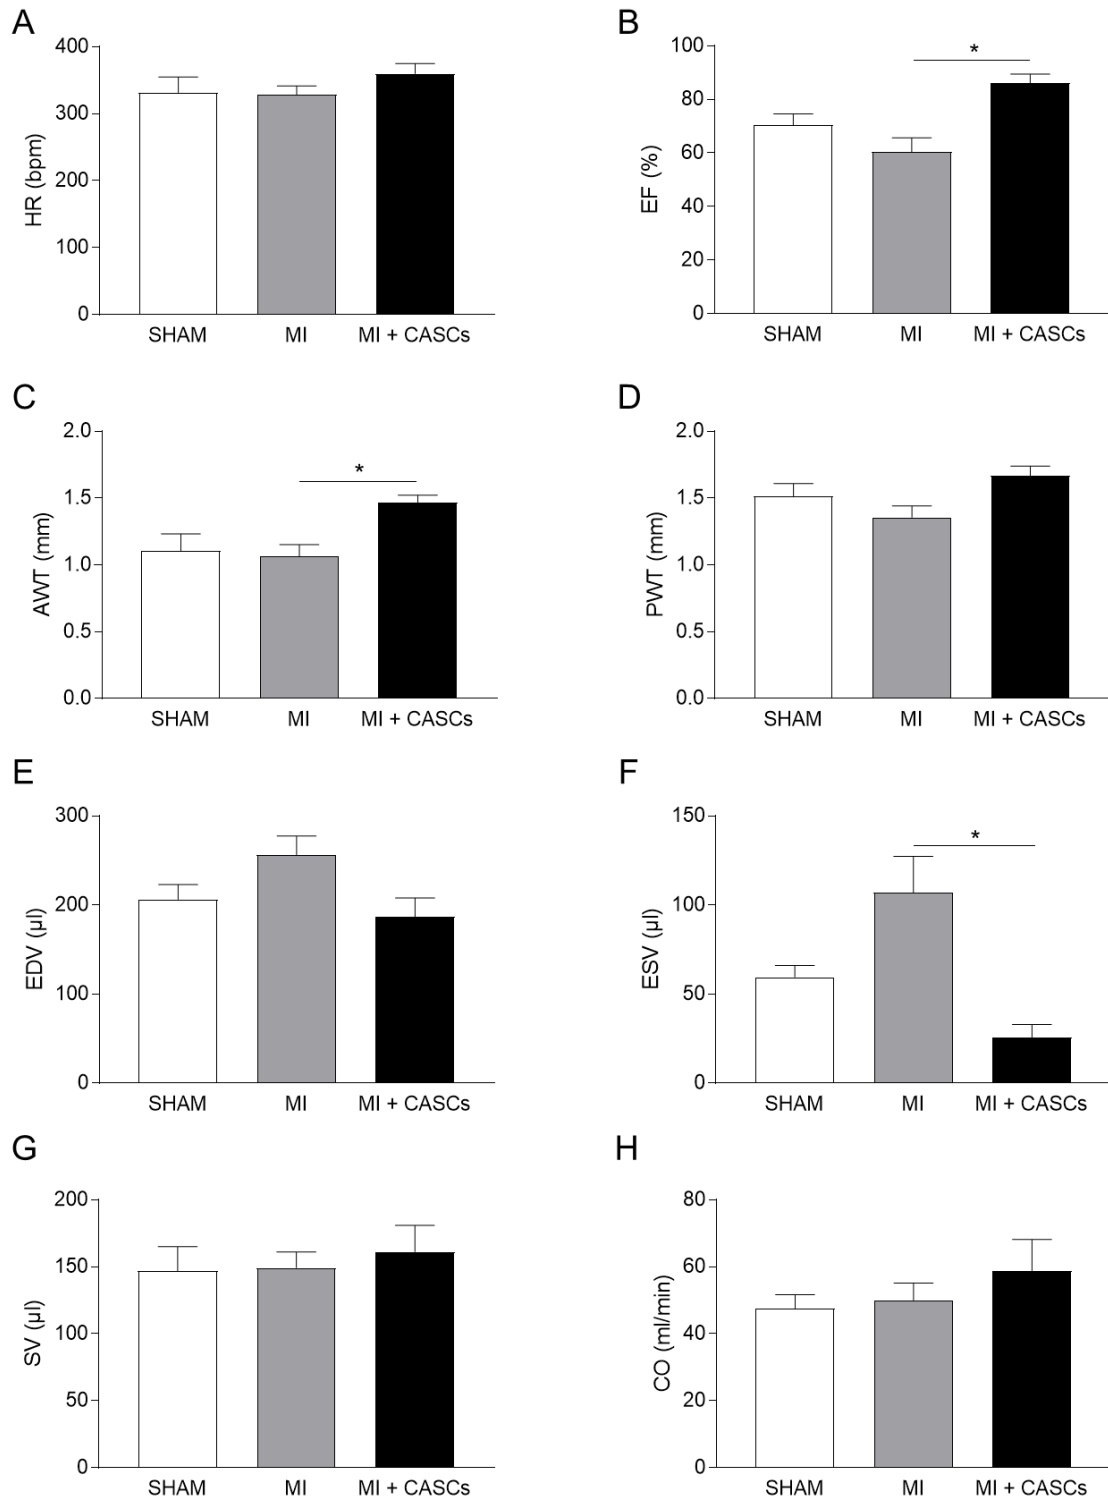 A
HR (bpm)
400
300
200
100
0
SHAM MI MI + CASCs
B
EF (%)
100
80
60
40
20
0
*
SHAM MI MI + CASCs
C
AWT (mm)
2.0
1.5
1.0
0.5
0.0
*
SHAM MI MI + CASCs
D
PWT (mm)
2.0
1.5
1.0
0.5
0.0
SHAM MI MI + CASCs
E
EDV (µl)
300
200
100
0
SHAM MI MI + CASCs
F
ESV (µl)
150
100
50
0
*
SHAM MI MI + CASCs
G
SV (µl)
200
150
100
50
0
SHAM MI MI + CASCs
H
CO (ml/min)
80
60
40
20
0
SHAM MI MI + CASCs